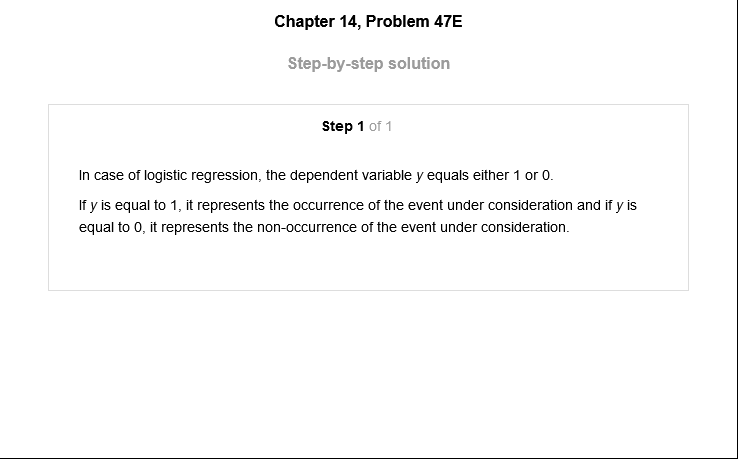 Chapter 14, Problem 47E
Step-by-step solution
Step 1 of 1
In case of logistic regression, the dependent variable y equals either 1 or 0.
If y is equal to 1, it represents the occurrence of the event under consideration and if y is
equal to 0, it represents the non-occurrence of the event under consideration.